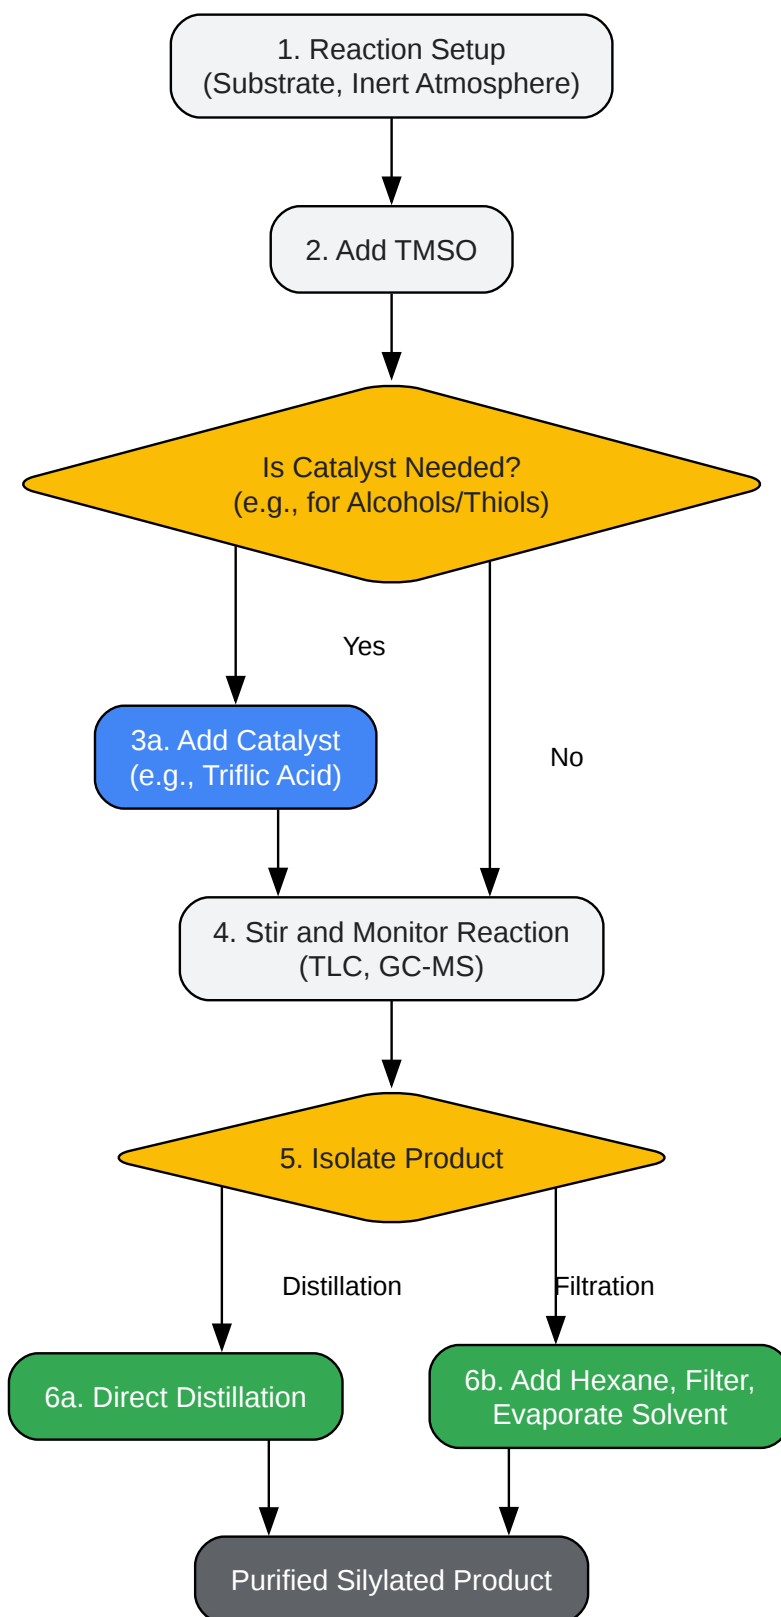 1. Reaction Setup
(Substrate, Inert Atmosphere)
2. Add TMSO
Is Catalyst Needed?
(e.g., for Alcohols/Thiols)
Yes
3a. Add Catalyst
(e.g., Triflic Acid)
No
4. Stir and Monitor Reaction
(TLC, GC-MS)
5. Isolate Product
Distillation
Filtration
6a. Direct Distillation
6b. Add Hexane, Filter,
Evaporate Solvent
Purified Silylated Product